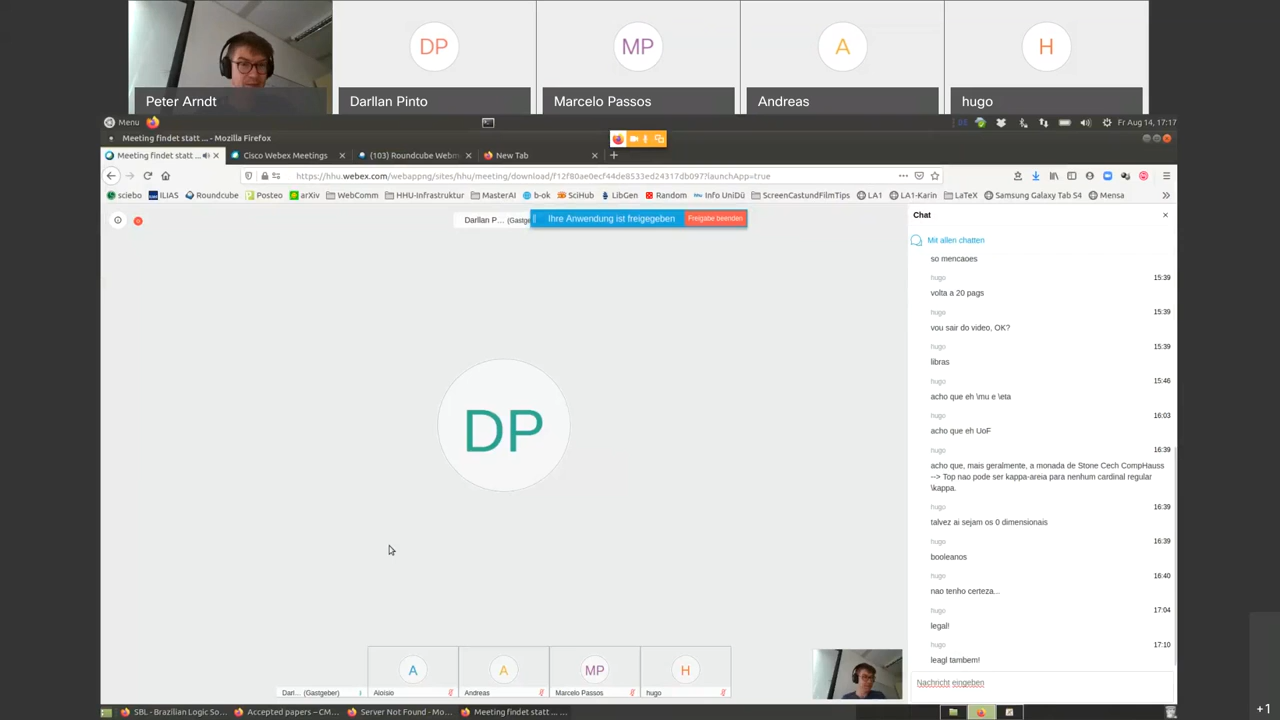 DP
MP
A
H
Peter Arndt
Darllan Pinto
Marcelo Passos
Andreas
hugo
Menu
Fr Aug 14, 17:17
Meeting findet statt ... - Mozilla Firefox
Meeting findet statt ...
Cisco Webex Meetings
(103) Roundcube Webm
New Tab
https://hhu.webex.com/webappng/sites/hhu/meeting/download/f12f80ae0ecf44de8533ed24317db097?launchApp=true
sciebo
ILIAS
Roundcube
Posteo
arXiv
WebComm
HHU-Infrastruktur
MasterAI
b-ok
SciHub
LibGen
Random
Info UniDü
ScreenCastundFilmTips
LA1
LA1-Karin
LaTeX
Samsung Galaxy Tab S4
Mensa
Darllan P...
Ihre Anwendung ist freigegeben
Freigabe beenden
Chat
Mit allen chatten
so mencaoes
hugo 15:39
volta a 20 pags
hugo 15:39
vou sair do video, OK?
hugo 15:39
libras
hugo 15:46
acho que eh \mu e \eta
hugo 16:03
acho que eh UoF
hugo 16:39
acho que, mais geralmente, a monada de Stone Cech CompHauss
--> Top nao pode ser kappa-areia para nenhum cardinal regular
\kappa.
hugo 16:39
talvez ai sejam os 0 dimensionais
hugo 16:39
booleanos
hugo 16:40
nao tenho certeza...
hugo 17:04
legal!
hugo 17:10
leagl tambem!
Nachricht eingeben
DP
A
A
MP
H
Darl... (Gastgeber)
Aloísio
Andreas
Marcelo Passos
hugo
SBL - Brazilian Logic So...
Accepted papers – CM...
Server Not Found - Mo...
Meeting findet statt ...
+1